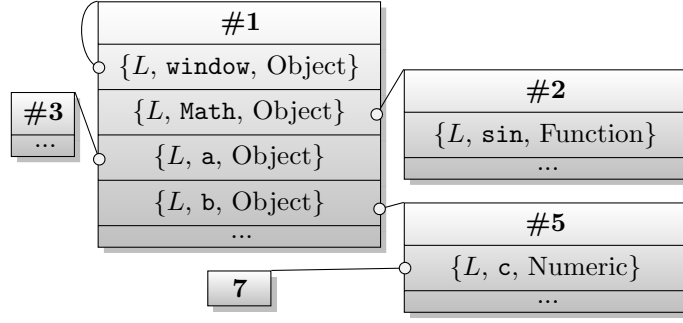 #1
{L, window, Object}
{L, Math, Object}
{L, a, Object}
{L, b, Object}
...
#3
...
#2
{L, sin, Function}
...
#5
{L, c, Numeric}
...
7